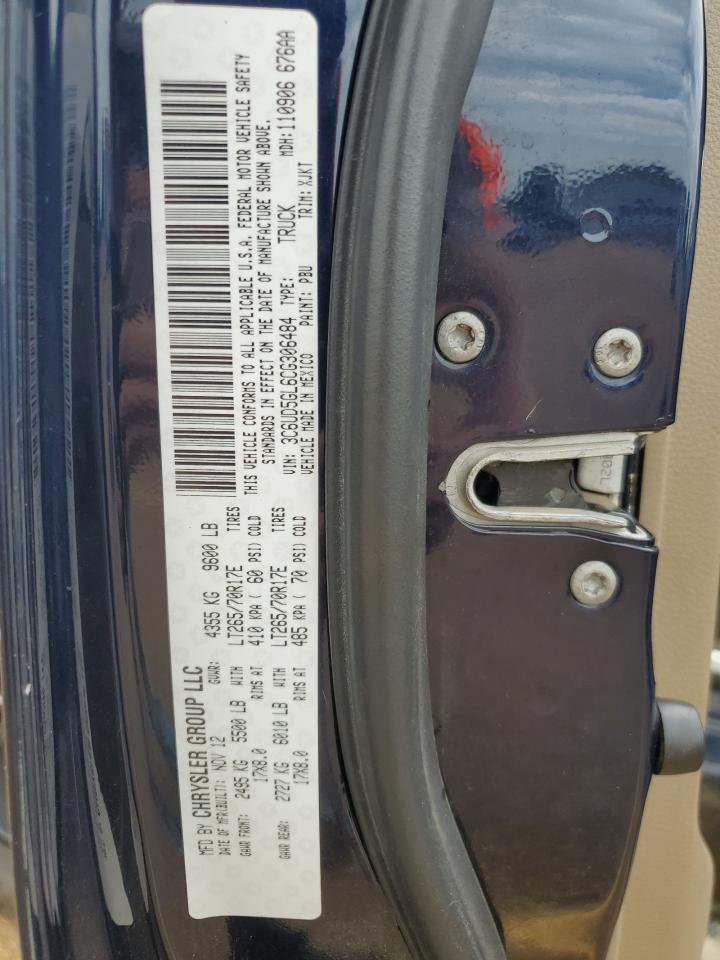 MFD BY CHRYSLER GROUP LLC
DATE OF MFR(BUILT): NOV 12 GVWR: 4355 KG 9600 LB
GAWR FRONT: 2495 KG 5500 LB WITH LT265/70R17E TIRES
17X8.0 RIMS AT 410 KPA ( 60 PSI) COLD
GAWR REAR: 2727 KG 6010 LB WITH LT265/70R17E TIRES
17X8.0 RIMS AT 485 KPA ( 70 PSI) COLD
THIS VEHICLE CONFORMS TO ALL APPLICABLE U.S.A. FEDERAL MOTOR VEHICLE SAFETY
STANDARDS IN EFFECT ON THE DATE OF MANUFACTURE SHOWN ABOVE.
VIN: 3C6UD5GL6CG306484 TYPE: TRUCK MDH:110906 676AA
VEHICLE MADE IN MEXICO PAINT: PBU TRIM: XJKT